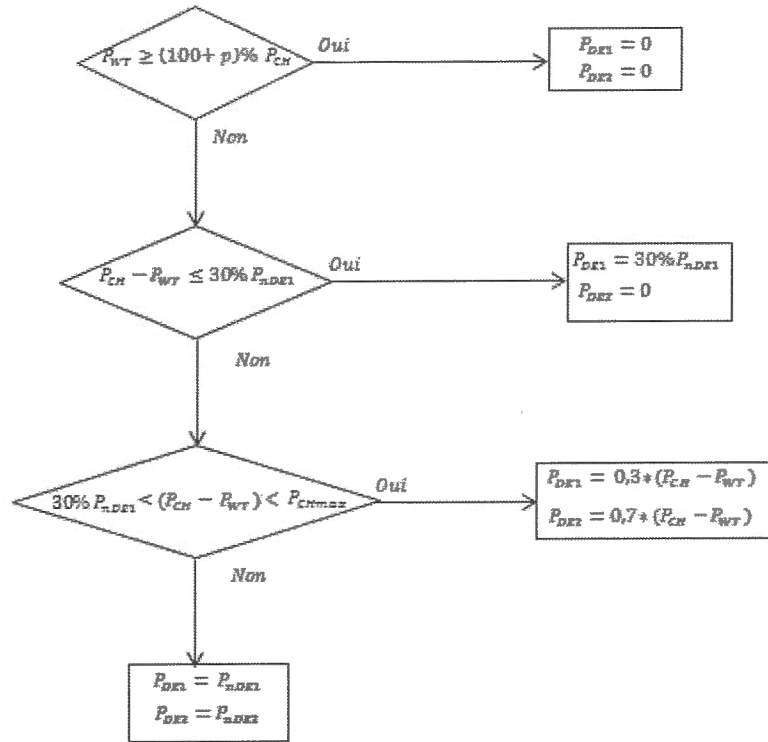 P_WT ≥ (100+ p)% P_CH
Oui
P_DE1 = 0
P_DE2 = 0
Non
P_CH − P_WT ≤ 30% P_nDE1
Oui
P_DE1 = 30% P_nDE1
P_DE2 = 0
Non
30% P_nDE1 < (P_CH − P_WT) < P_CHmax
Oui
P_DE1 = 0,3 * (P_CH − P_WT)
P_DE2 = 0,7 * (P_CH − P_WT)
Non
P_DE1 = P_nDE1
P_DE2 = P_nDE2